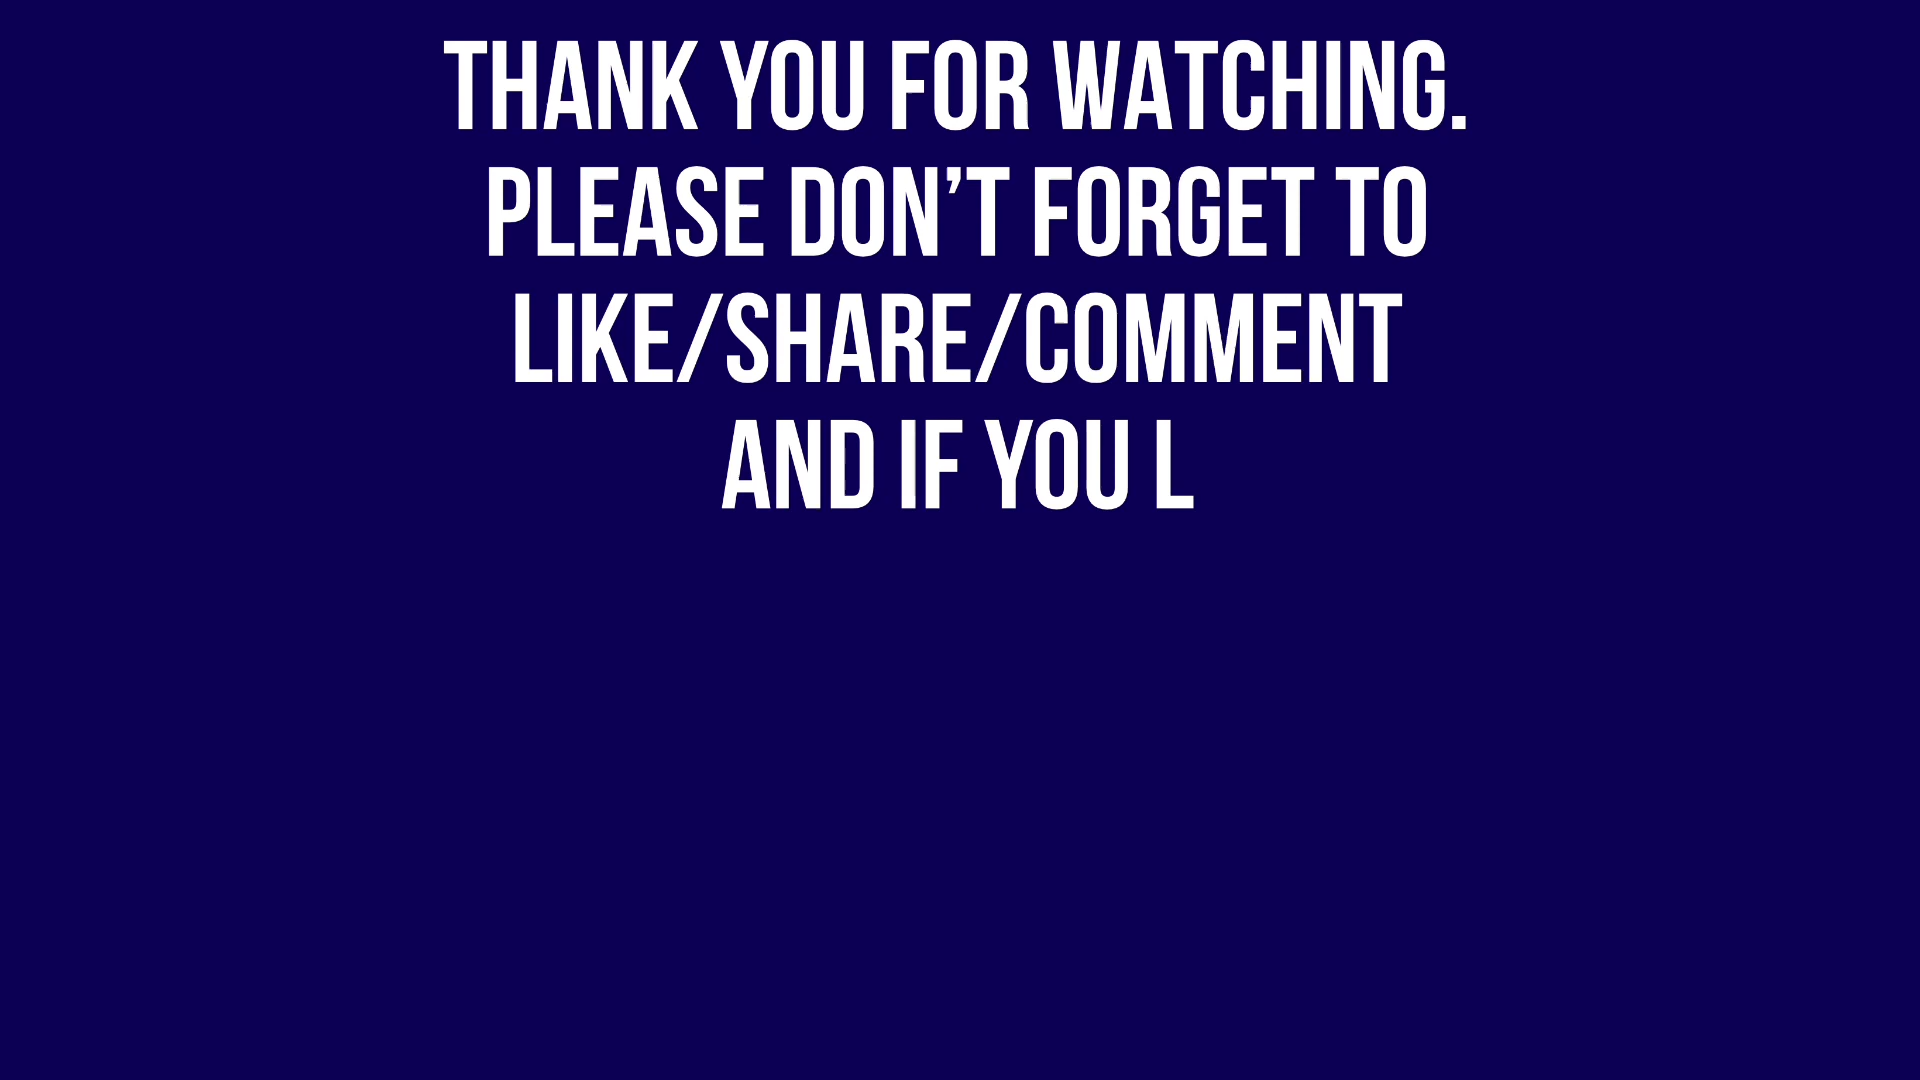 THANK YOU FOR WATCHING.
PLEASE DON’T FORGET TO
LIKE/SHARE/COMMENT
AND IF YOU L